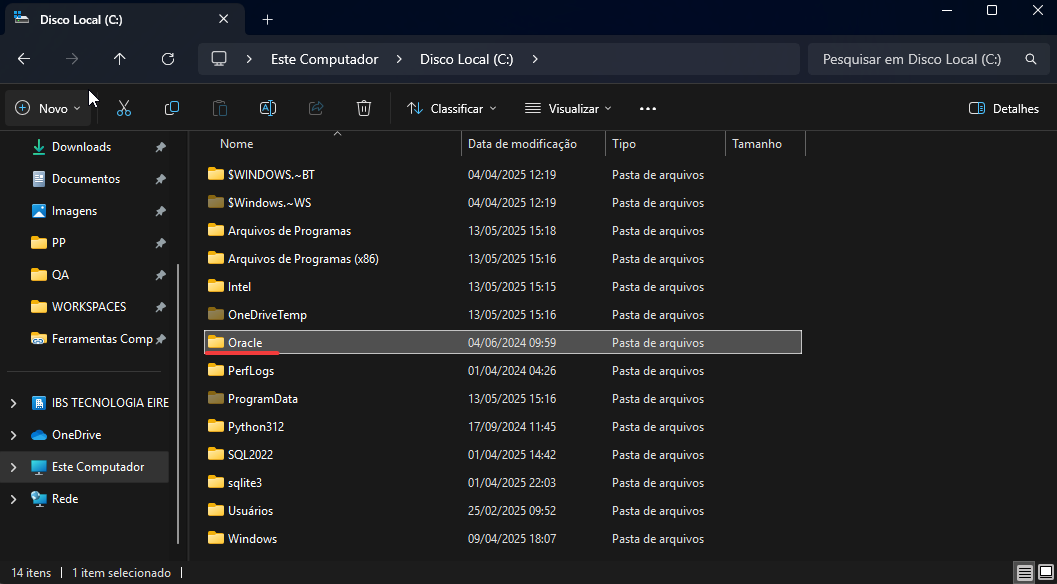 Disco Local (C:)
Este Computador > Disco Local (C:) >
Pesquisar em Disco Local (C:)
Novo
Classificar
Visualizar
Detalhes
Downloads
Documentos
Imagens
PP
QA
WORKSPACES
Ferramentas Comp
IBS TECNOLOGIA EIRE
OneDrive
Este Computador
Rede
Nome Data de modificação Tipo Tamanho
$WINDOWS.~BT 04/04/2025 12:19 Pasta de arquivos
$Windows.~WS 04/04/2025 12:19 Pasta de arquivos
Arquivos de Programas 13/05/2025 15:18 Pasta de arquivos
Arquivos de Programas (x86) 13/05/2025 15:16 Pasta de arquivos
Intel 13/05/2025 15:15 Pasta de arquivos
OneDriveTemp 13/05/2025 15:16 Pasta de arquivos
Oracle 04/06/2024 09:59 Pasta de arquivos
PerfLogs 01/04/2024 04:26 Pasta de arquivos
ProgramData 13/05/2025 15:16 Pasta de arquivos
Python312 17/09/2024 11:45 Pasta de arquivos
SQL2022 01/04/2025 14:42 Pasta de arquivos
sqlite3 01/04/2025 22:03 Pasta de arquivos
Usuários 25/02/2025 09:52 Pasta de arquivos
Windows 09/04/2025 18:07 Pasta de arquivos
14 itens | 1 item selecionado |